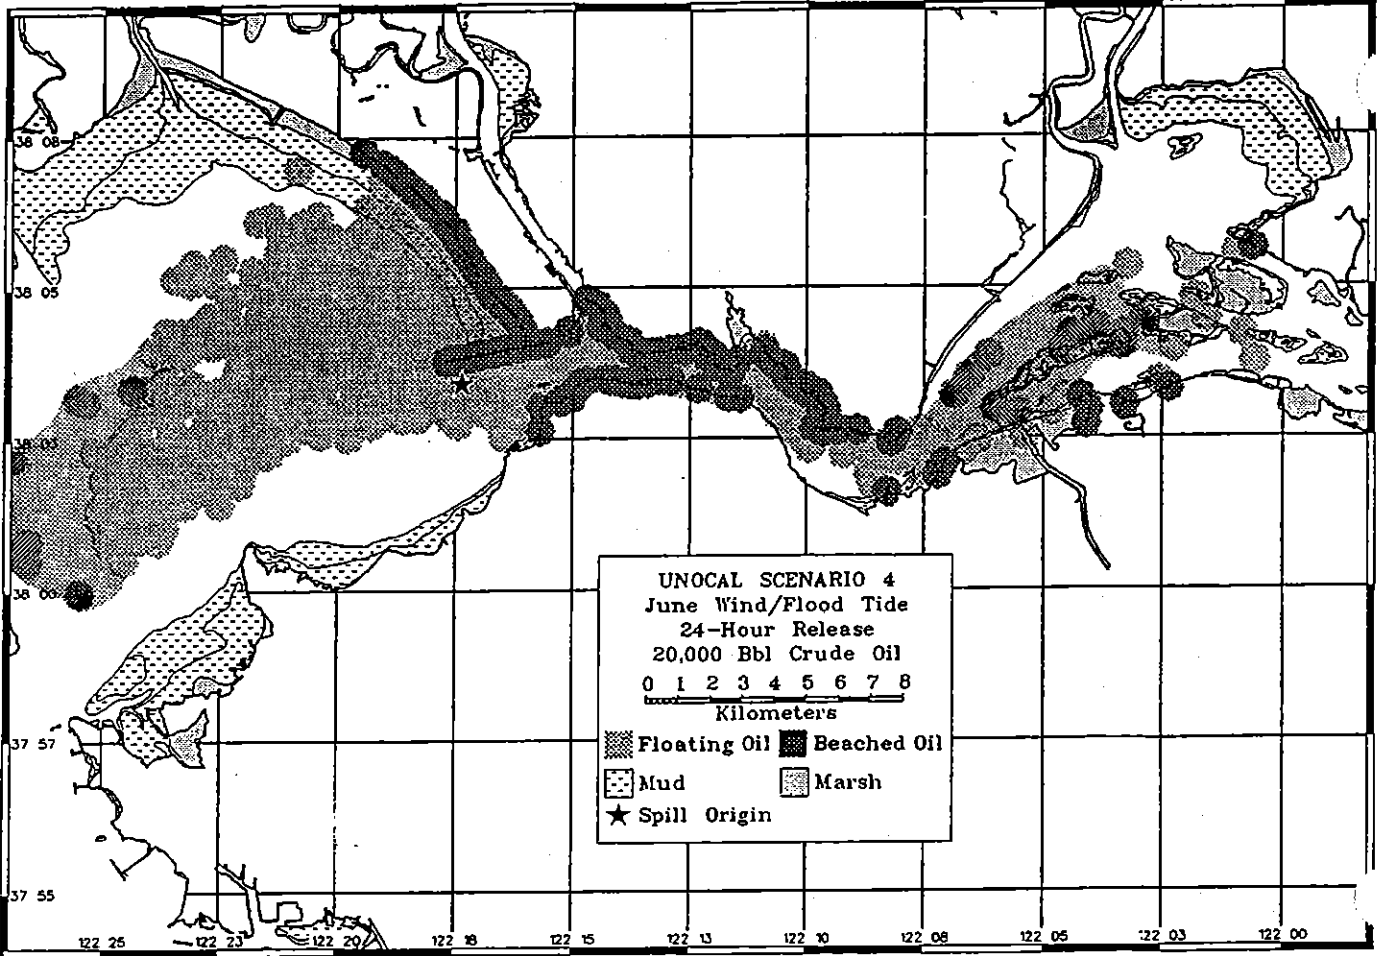 38 08
38 05
38 03
38 00
37 57
37 55
122 25
122 23
122 20
122 18
122 15
122 13
122 10
122 08
122 05
122 03
122 00
UNOCAL SCENARIO 4
June Wind/Flood Tide
24-Hour Release
20,000 Bbl Crude Oil
0 1 2 3 4 5 6 7 8
Kilometers
Floating Oil
Beached Oil
Mud
Marsh
Spill Origin